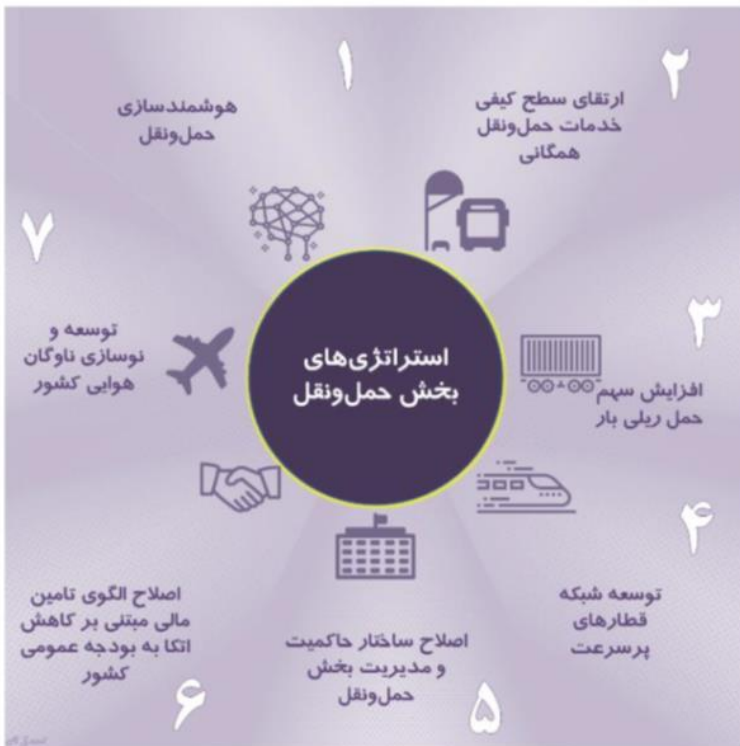 استراتژی‌های
بخش حمل‌ونقل
۱
هوشمندسازی
حمل‌ونقل
۲
ارتقای سطح کیفی
خدمات حمل‌ونقل
همگانی
۳
افزایش سهم
حمل ریلی بار
۴
توسعه شبکه
قطارهای
پرسرعت
۵
اصلاح ساختار حاکمیت
و مدیریت بخش
حمل‌ونقل
۶
اصلاح الگوی تامین
مالی مبتنی بر کاهش
اتکا به بودجه عمومی
کشور
۷
توسعه و
نوسازی ناوگان
هوایی کشور